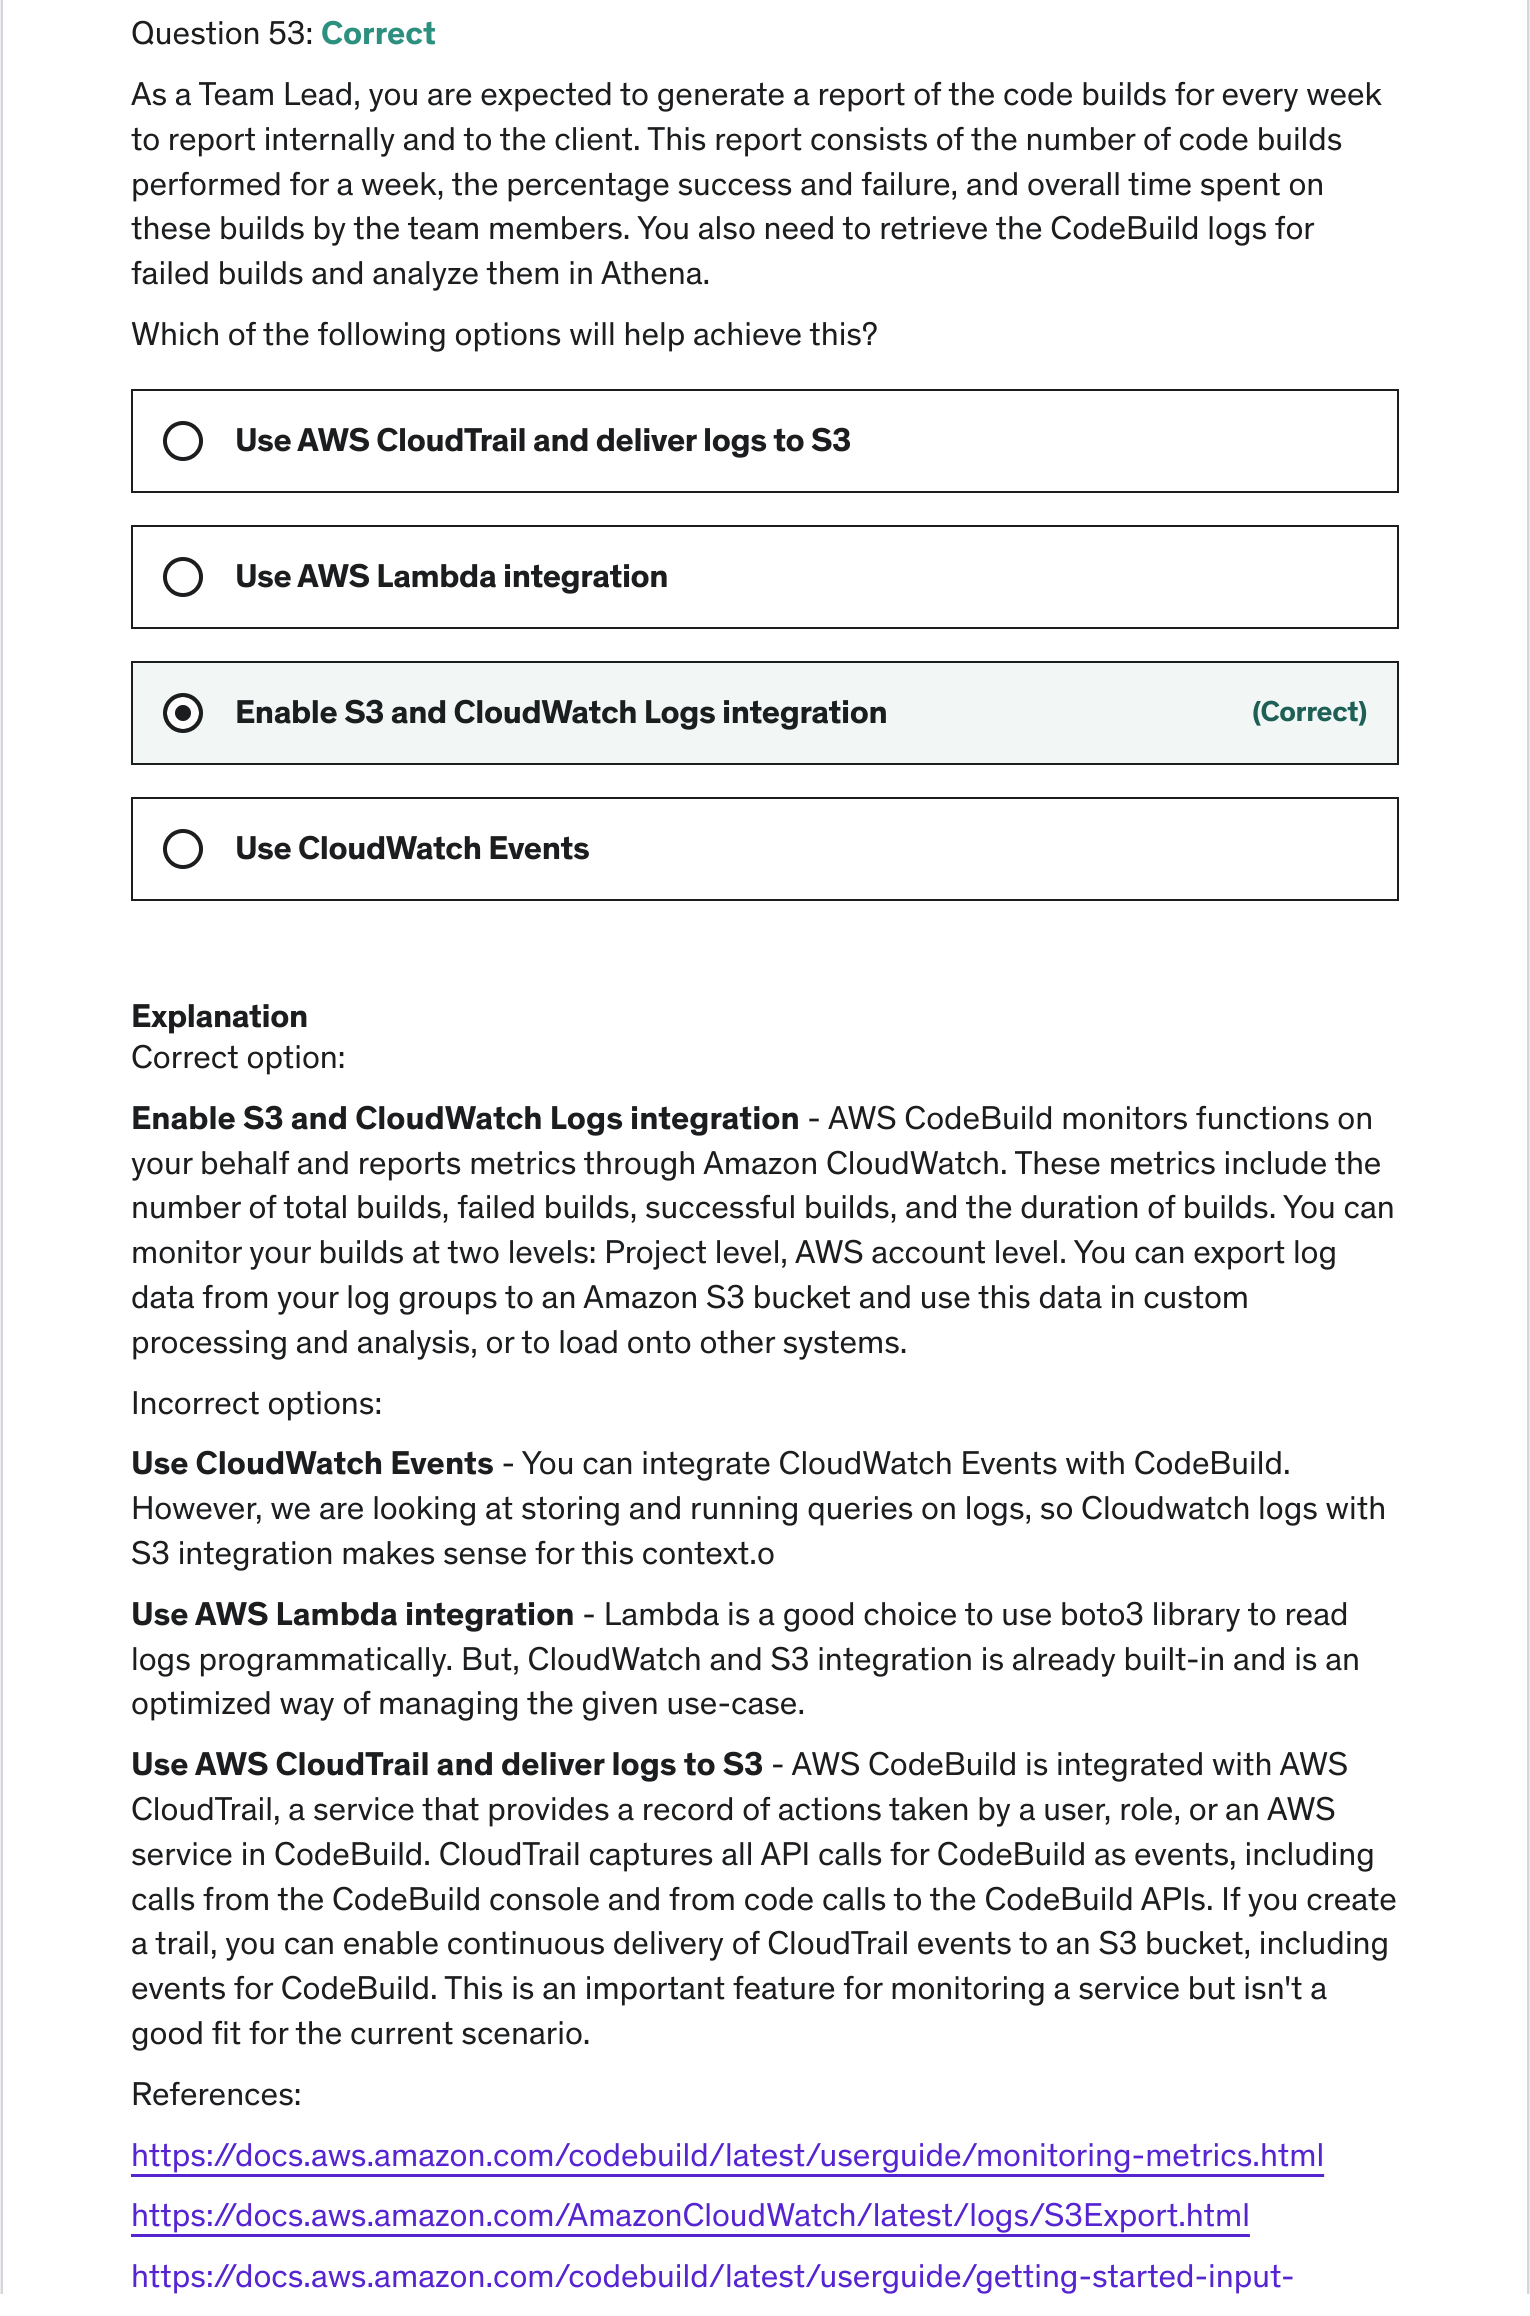 Question 53: Correct
As a Team Lead, you are expected to generate a report of the code builds for every week
to report internally and to the client. This report consists of the number of code builds
performed for a week, the percentage success and failure, and overall time spent on
these builds by the team members. You also need to retrieve the CodeBuild logs for
failed builds and analyze them in Athena.
Which of the following options will help achieve this?
Use AWS CloudTrail and deliver logs to S3
Use AWS Lambda integration
Enable S3 and CloudWatch Logs integration (Correct)
Use CloudWatch Events
Explanation
Correct option:
Enable S3 and CloudWatch Logs integration - AWS CodeBuild monitors functions on
your behalf and reports metrics through Amazon CloudWatch. These metrics include the
number of total builds, failed builds, successful builds, and the duration of builds. You can
monitor your builds at two levels: Project level, AWS account level. You can export log
data from your log groups to an Amazon S3 bucket and use this data in custom
processing and analysis, or to load onto other systems.
Incorrect options:
Use CloudWatch Events - You can integrate CloudWatch Events with CodeBuild.
However, we are looking at storing and running queries on logs, so Cloudwatch logs with
S3 integration makes sense for this context.o
Use AWS Lambda integration - Lambda is a good choice to use boto3 library to read
logs programmatically. But, CloudWatch and S3 integration is already built-in and is an
optimized way of managing the given use-case.
Use AWS CloudTrail and deliver logs to S3 - AWS CodeBuild is integrated with AWS
CloudTrail, a service that provides a record of actions taken by a user, role, or an AWS
service in CodeBuild. CloudTrail captures all API calls for CodeBuild as events, including
calls from the CodeBuild console and from code calls to the CodeBuild APIs. If you create
a trail, you can enable continuous delivery of CloudTrail events to an S3 bucket, including
events for CodeBuild. This is an important feature for monitoring a service but isn't a
good fit for the current scenario.
References:
https://docs.aws.amazon.com/codebuild/latest/userguide/monitoring-metrics.html
https://docs.aws.amazon.com/AmazonCloudWatch/latest/logs/S3Export.html
https://docs.aws.amazon.com/codebuild/latest/userguide/getting-started-input-